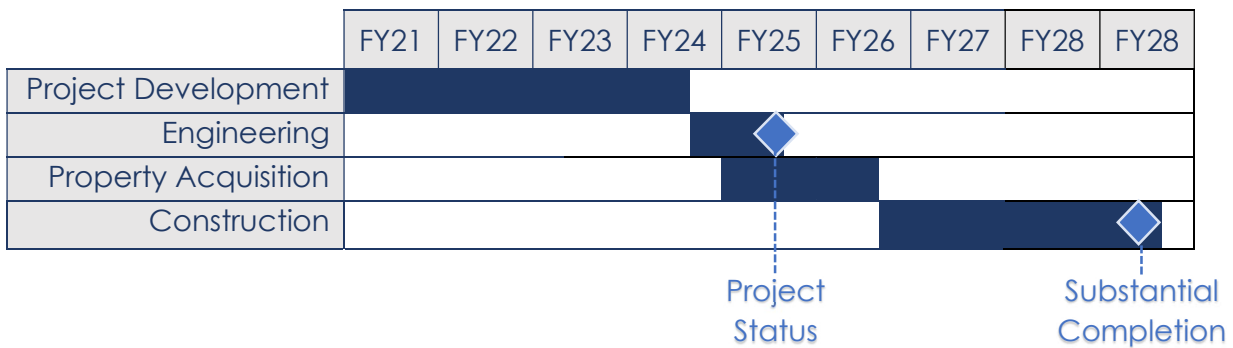 FY21 FY22 FY23 FY24 FY25 FY26 FY27 FY28 FY28
Project Development
Engineering
Property Acquisition
Construction
Project Status
Substantial Completion